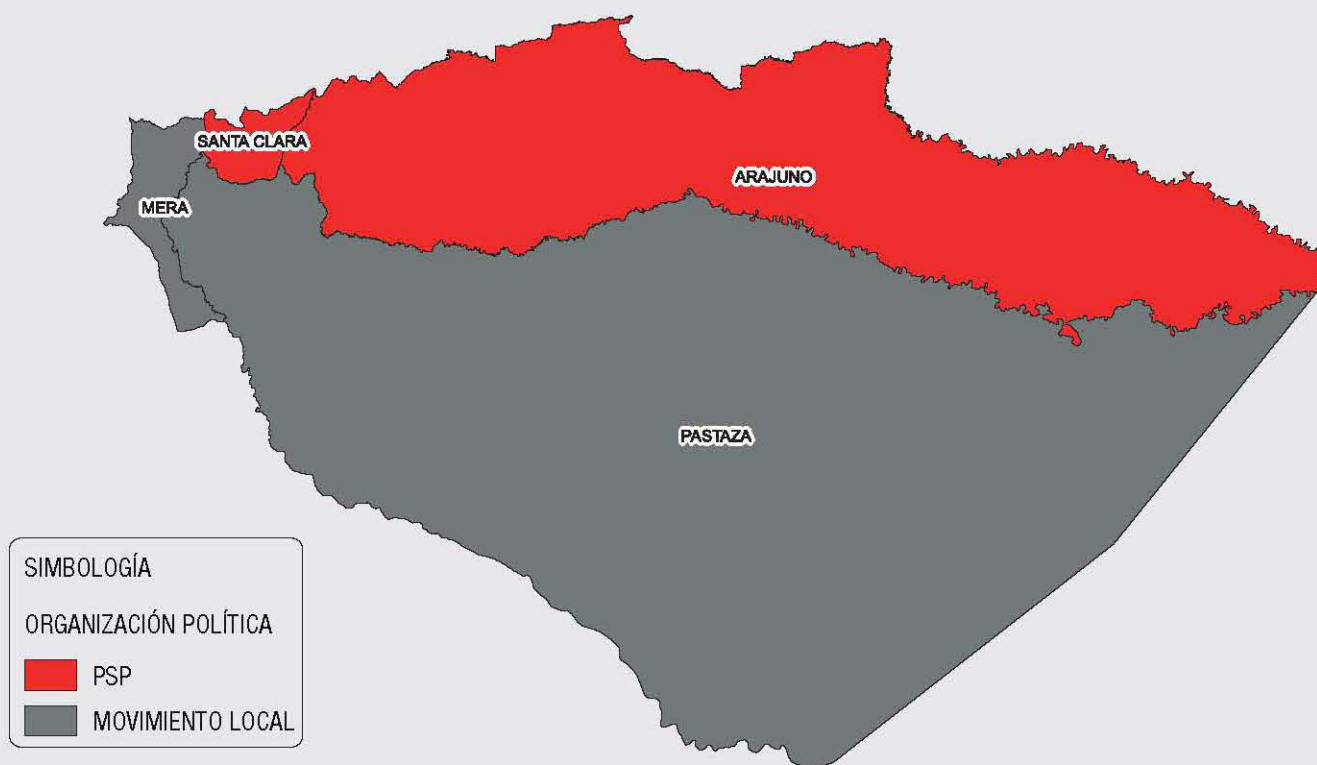 SANTA CLARA
ARAJUNO
MERA
PASTAZA
SIMBOLOGÍA
ORGANIZACIÓN POLÍTICA
PSP
MOVIMIENTO LOCAL